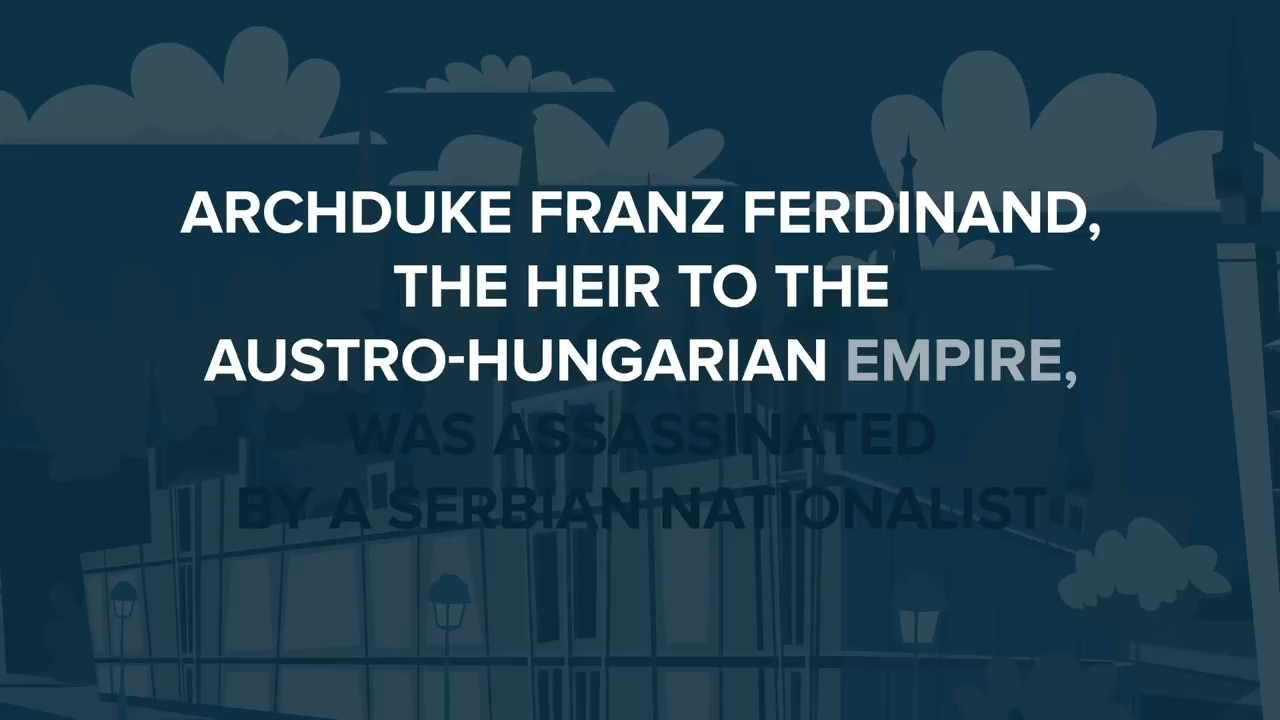 ARCHDUKE FRANZ FERDINAND,
THE HEIR TO THE
AUSTRO-HUNGARIAN EMPIRE,
WAS ASSASSINATED
BY A SERBIAN NATIONALIST